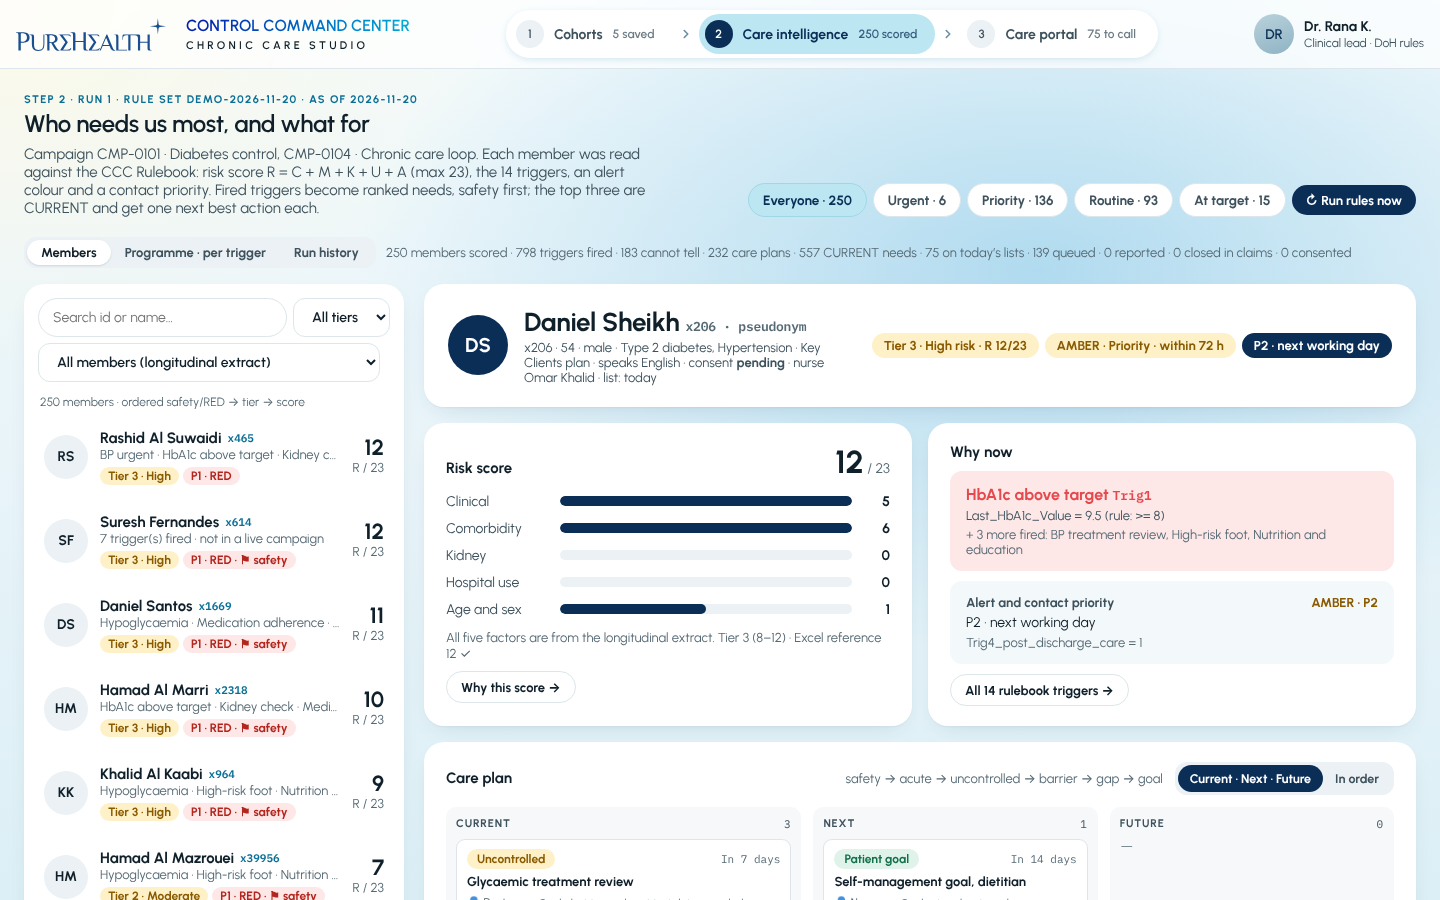 PUREHEALTH
CONTROL COMMAND CENTER
CHRONIC CARE STUDIO
1 Cohorts 5 saved › 2 Care intelligence 250 scored › 3 Care portal 75 to call
DR
Dr. Rana K.
Clinical lead · DoH rules
STEP 2 · RUN 1 · RULE SET DEMO-2026-11-20 · AS OF 2026-11-20
Who needs us most, and what for
Campaign CMP-0101 · Diabetes control, CMP-0104 · Chronic care loop. Each member was read
against the CCC Rulebook: risk score R = C + M + K + U + A (max 23), the 14 triggers, an alert
colour and a contact priority. Fired triggers become ranked needs, safety first; the top three are
CURRENT and get one next best action each.
Everyone · 250
Urgent · 6
Priority · 136
Routine · 93
At target · 15
↻ Run rules now
Members
Programme · per trigger
Run history
250 members scored · 798 triggers fired · 183 cannot tell · 232 care plans · 557 CURRENT needs · 75 on today's lists · 139 queued · 0 reported · 0 closed in claims · 0 consented
Search id or name...
All tiers
All members (longitudinal extract)
250 members · ordered safety/RED → tier → score
RS
Rashid Al Suwaidi x465
BP urgent · HbA1c above target · Kidney c…
Tier 3 · High
P1 · RED
12
R / 23
SF
Suresh Fernandes x614
7 trigger(s) fired · not in a live campaign
Tier 3 · High
P1 · RED · ⚑ safety
12
R / 23
DS
Daniel Santos x1669
Hypoglycaemia · Medication adherence · …
Tier 3 · High
P1 · RED · ⚑ safety
11
R / 23
HM
Hamad Al Marri x2318
HbA1c above target · Kidney check · Medi…
Tier 3 · High
P1 · RED · ⚑ safety
10
R / 23
KK
Khalid Al Kaabi x964
Hypoglycaemia · High-risk foot · Nutrition …
Tier 3 · High
P1 · RED · ⚑ safety
9
R / 23
HM
Hamad Al Mazrouei x39956
Hypoglycaemia · High-risk foot · Nutrition …
Tier 2 · Moderate
P1 · RED · ⚑ safety
7
R / 23
DS
Daniel Sheikh x206 · pseudonym
x206 · 54 · male · Type 2 diabetes, Hypertension · Key
Clients plan · speaks English · consent pending · nurse
Omar Khalid · list: today
Tier 3 · High risk · R 12/23
AMBER · Priority · within 72 h
P2 · next working day
Risk score
12 / 23
Clinical 5
Comorbidity 6
Kidney 0
Hospital use 0
Age and sex 1
All five factors are from the longitudinal extract. Tier 3 (8–12) · Excel reference
12 ✓
Why this score →
Why now
HbA1c above target Trig1
Last_HbA1c_Value = 9.5 (rule: >= 8)
+ 3 more fired: BP treatment review, High-risk foot, Nutrition and
education
Alert and contact priority
AMBER · P2
P2 · next working day
Trig4_post_discharge_care = 1
All 14 rulebook triggers →
Care plan
safety → acute → uncontrolled → barrier → gap → goal
Current · Next · Future
In order
CURRENT 3
Uncontrolled
In 7 days
Glycaemic treatment review
NEXT 1
Patient goal
In 14 days
Self-management goal, dietitian
FUTURE 0
—